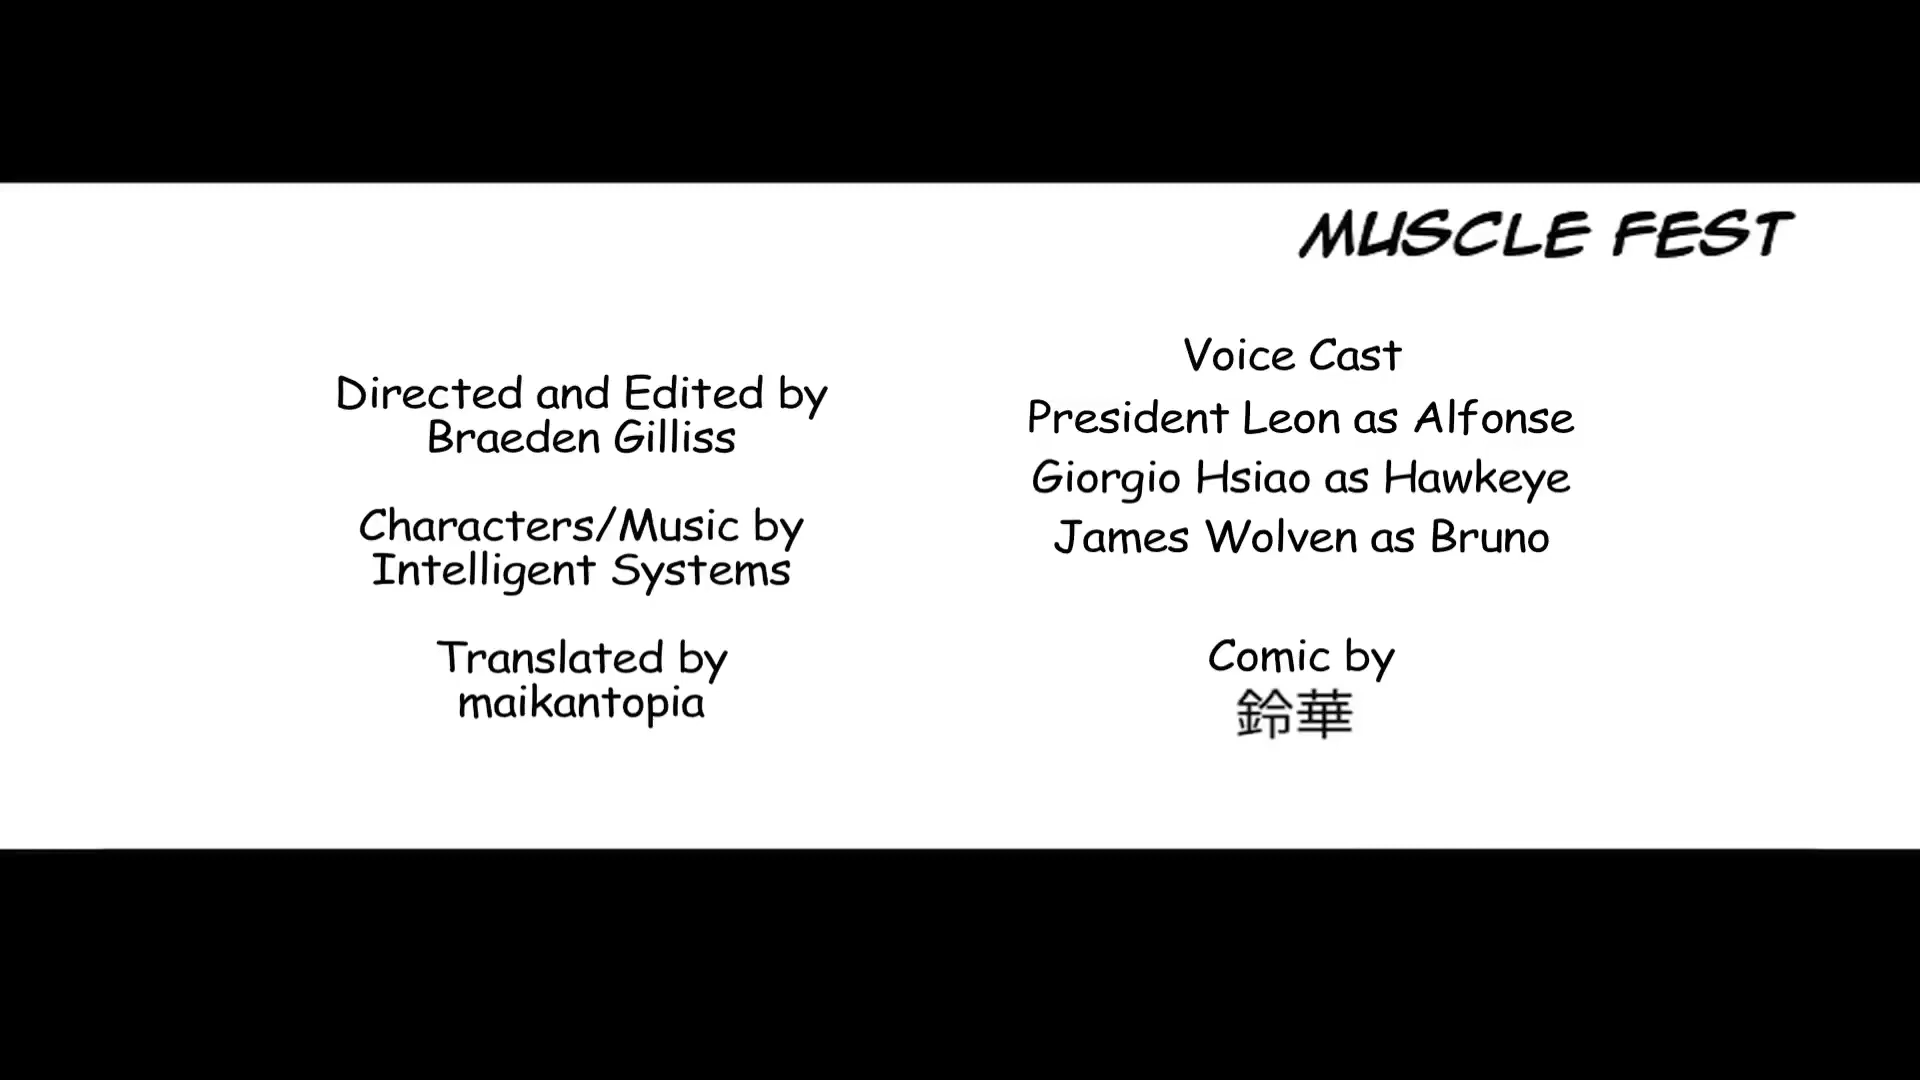 MUSCLE FEST
Directed and Edited by
Braeden Gilliss
Characters/Music by
Intelligent Systems
Translated by
maikantopia
Voice Cast
President Leon as Alfonse
Giorgio Hsiao as Hawkeye
James Wolven as Bruno
Comic by
鈴華